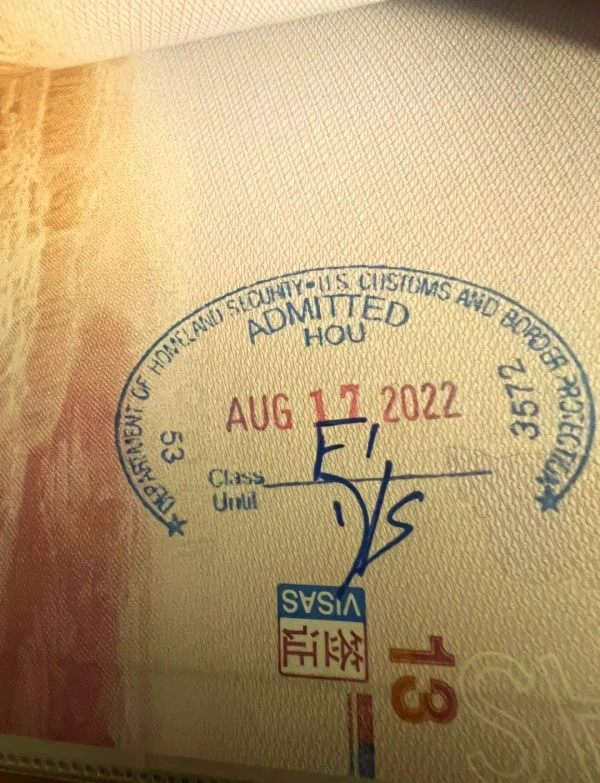 DEPARTMENT OF HOMELAND SECURITY • U.S. CUSTOMS AND BORDER PROTECTION
ADMITTED
HOU
53
AUG 17 2022
3572
Class F1
Until D/S
VISAS
签证
13